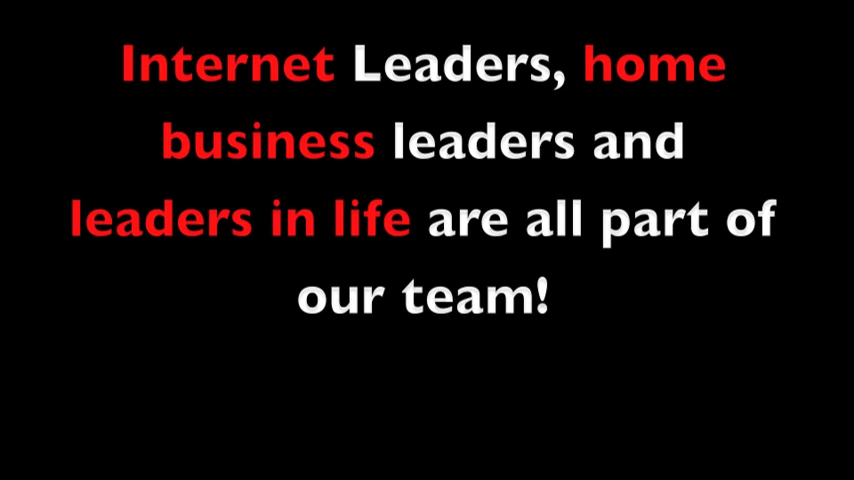 Internet Leaders, home
business leaders and
leaders in life are all part of
our team!